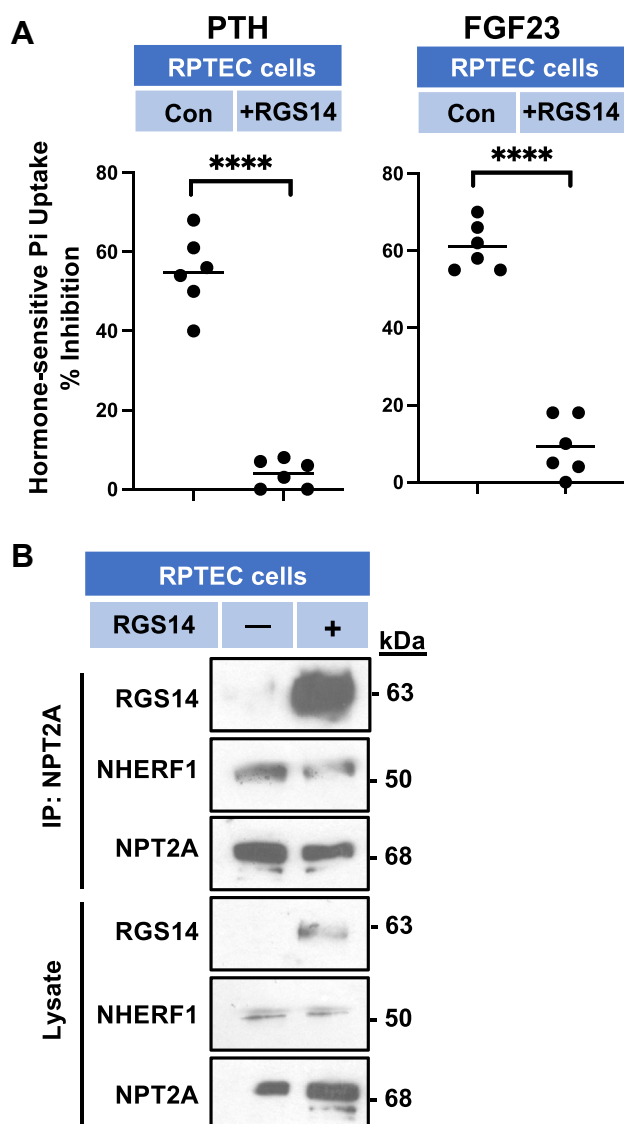 A
PTH
FGF23
RPTEC cells
RPTEC cells
Con
+RGS14
Con
+RGS14
****
****
Hormone-sensitive Pi Uptake
% Inhibition
80
60
40
20
0
80
60
40
20
0
B
RPTEC cells
RGS14
—
+
kDa
IP: NPT2A
RGS14
63
NHERF1
50
NPT2A
68
Lysate
RGS14
63
NHERF1
50
NPT2A
68